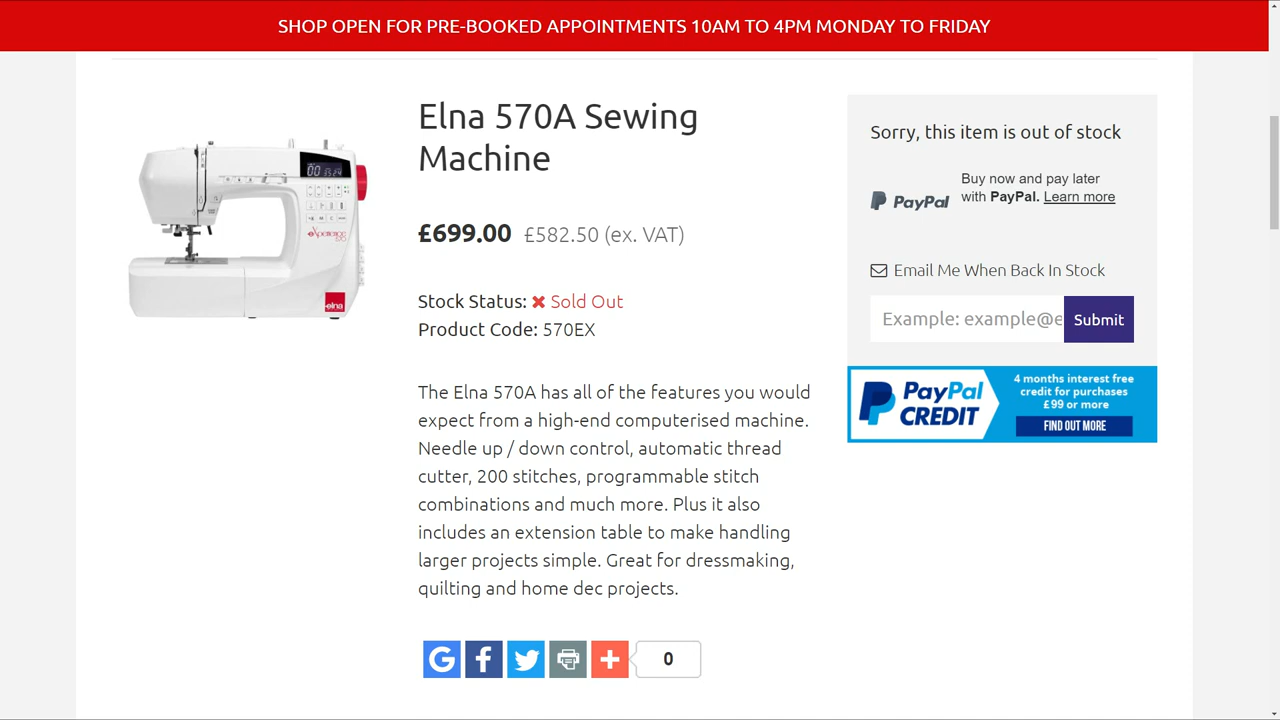 SHOP OPEN FOR PRE-BOOKED APPOINTMENTS 10AM TO 4PM MONDAY TO FRIDAY
Elna 570A Sewing
Machine
£699.00 £582.50 (ex. VAT)
Stock Status: ✖ Sold Out
Product Code: 570EX
The Elna 570A has all of the features you would
expect from a high-end computerised machine.
Needle up / down control, automatic thread
cutter, 200 stitches, programmable stitch
combinations and much more. Plus it also
includes an extension table to make handling
larger projects simple. Great for dressmaking,
quilting and home dec projects.
0
elna
Sorry, this item is out of stock
PayPal
Buy now and pay later
with PayPal. Learn more
Email Me When Back In Stock
Example: example@e
Submit
PayPal
CREDIT
4 months interest free
credit for purchases
£99 or more
FIND OUT MORE